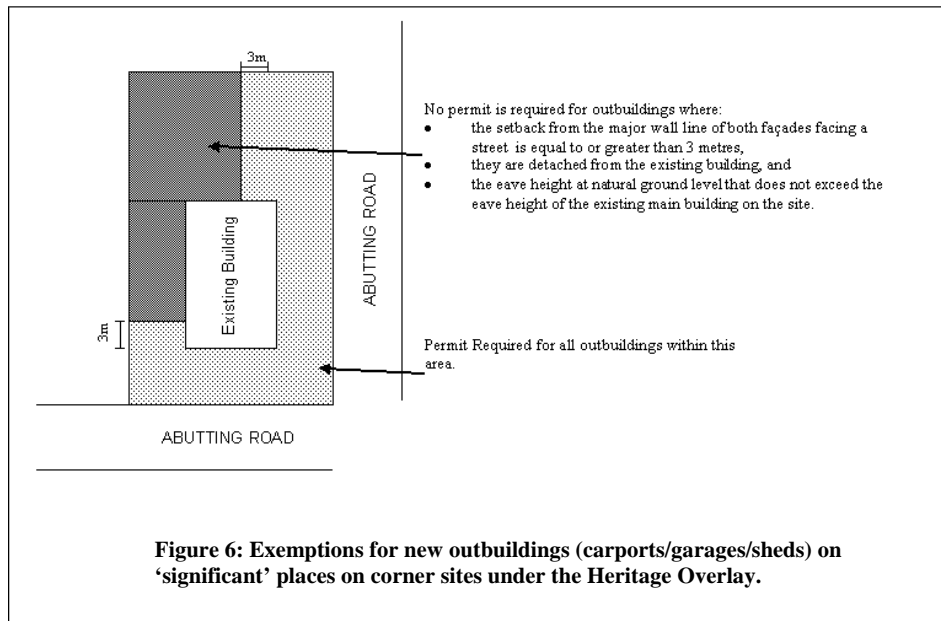 3m
No permit is required for outbuildings where:
• the setback from the major wall line of both façades facing a
street is equal to or greater than 3 metres,
• they are detached from the existing building, and
• the eave height at natural ground level that does not exceed the
eave height of the existing main building on the site.
ABUTTING ROAD
Existing Building
3m
Permit Required for all outbuildings within this
area.
ABUTTING ROAD
Figure 6: Exemptions for new outbuildings (carports/garages/sheds) on
‘significant’ places on corner sites under the Heritage Overlay.